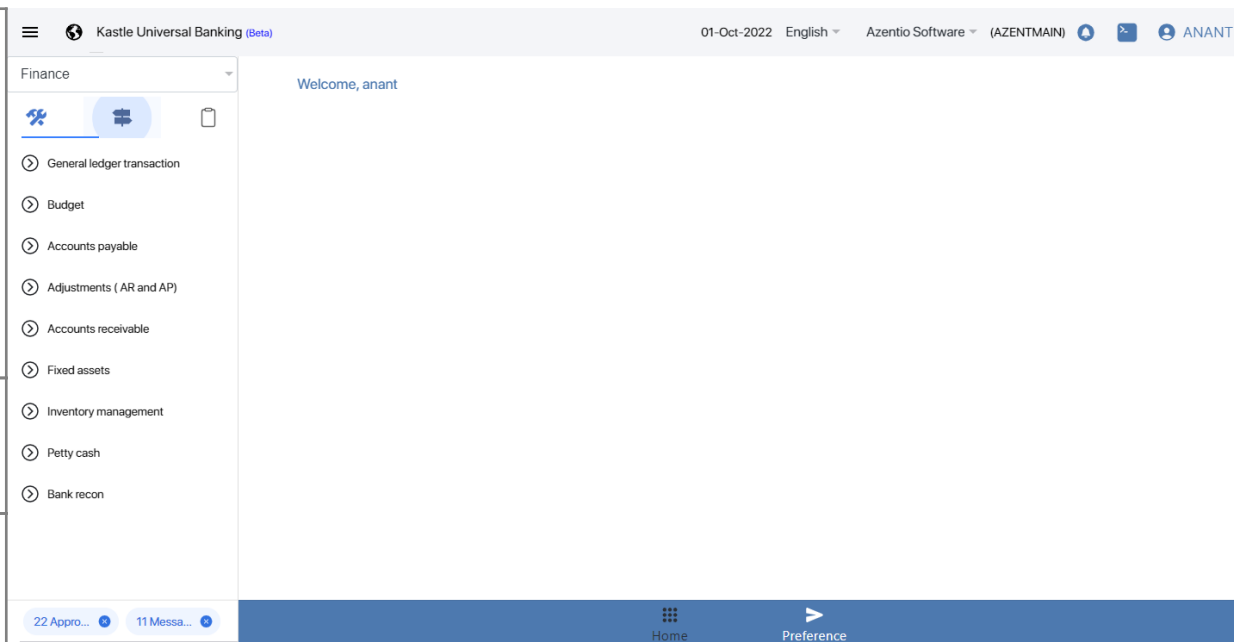 Kastle Universal Banking (Beta)
01-Oct-2022 English Azentio Software (AZENTMAIN) ANANT
Finance
Welcome, anant
General ledger transaction
Budget
Accounts payable
Adjustments ( AR and AP)
Accounts receivable
Fixed assets
Inventory management
Petty cash
Bank recon
22 Appro... 11 Messa...
Home Preference